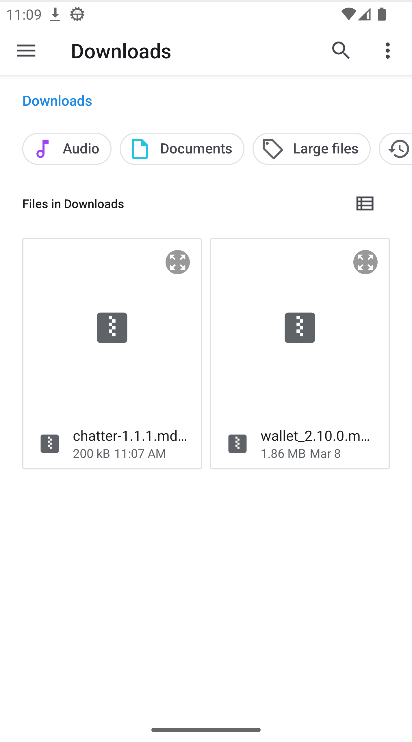 11:09
Downloads
Downloads
Audio
Documents
Large files
Files in Downloads
chatter-1.1.1.md...
200 kB 11:07 AM
wallet_2.10.0.m...
1.86 MB Mar 8